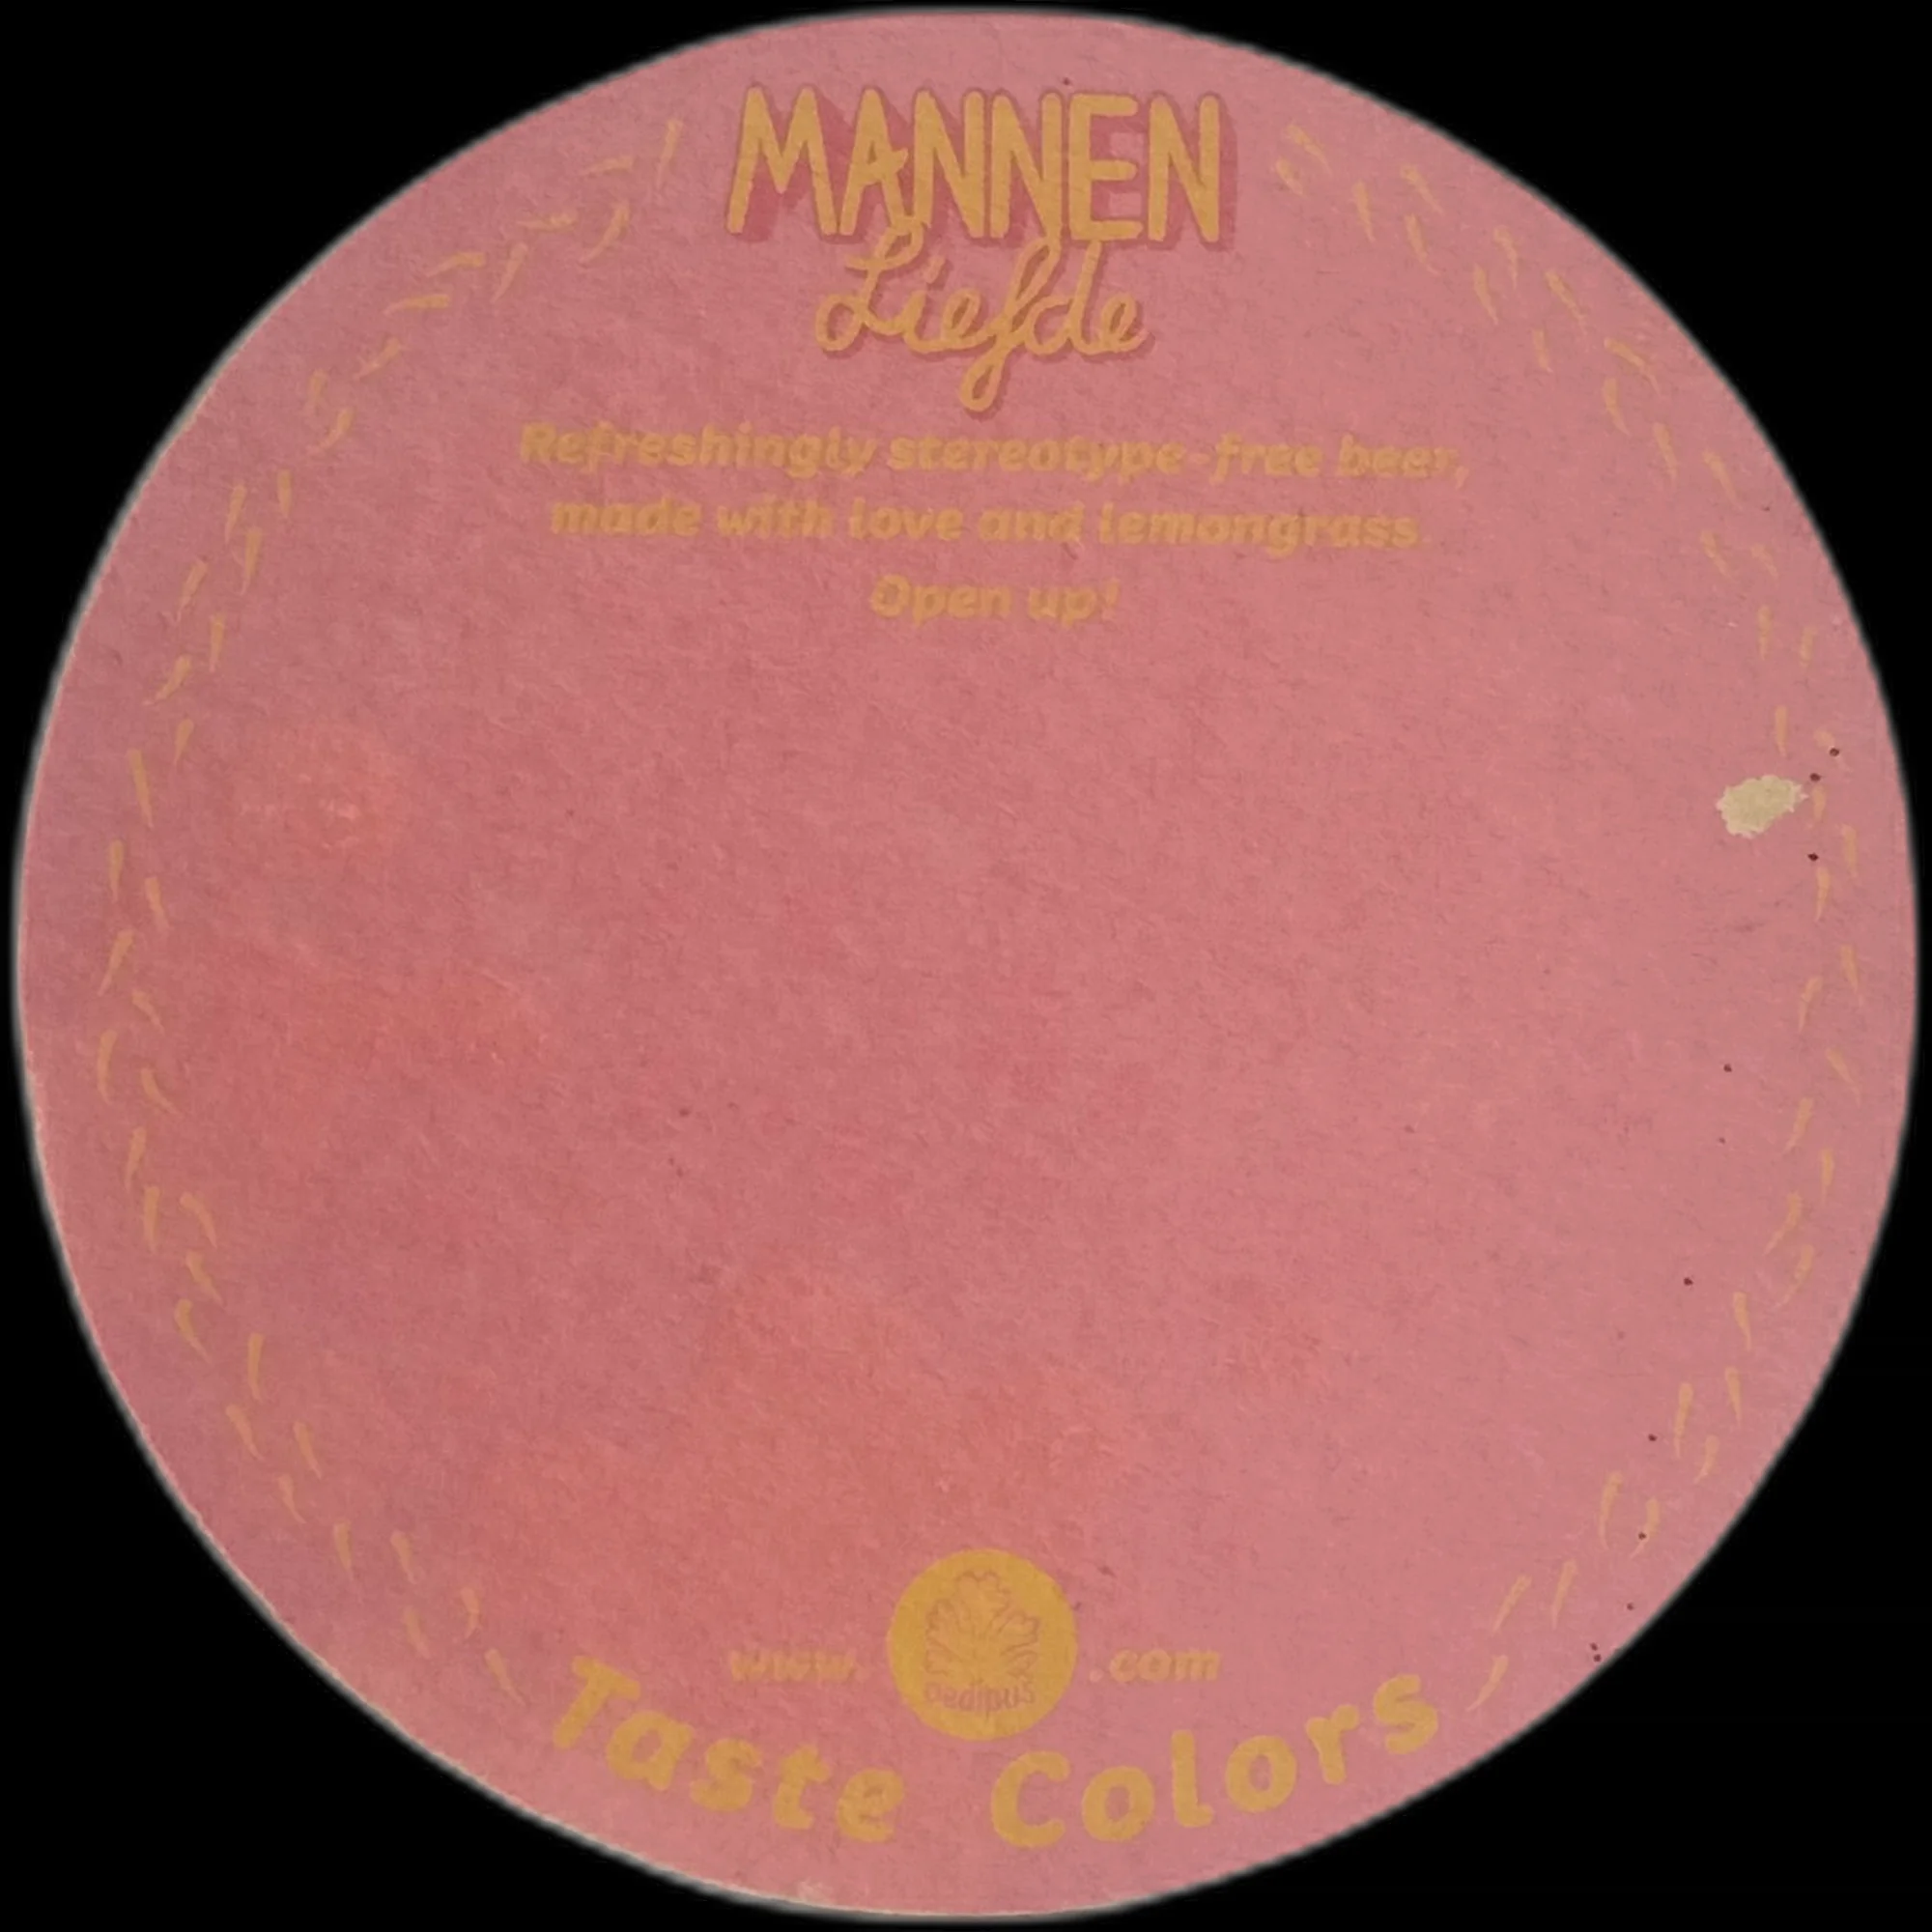 MANNEN
Liefde
Refreshingly stereotype-free beer,
made with love and lemongrass.
Open up!
www. oedipus .com
Taste Colors